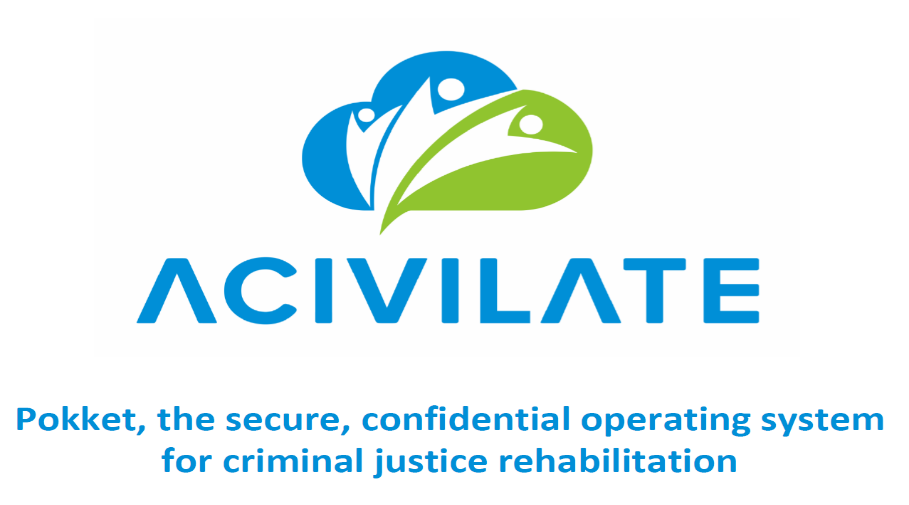 ACIVILATE
Pokket, the secure, confidential operating system
for criminal justice rehabilitation